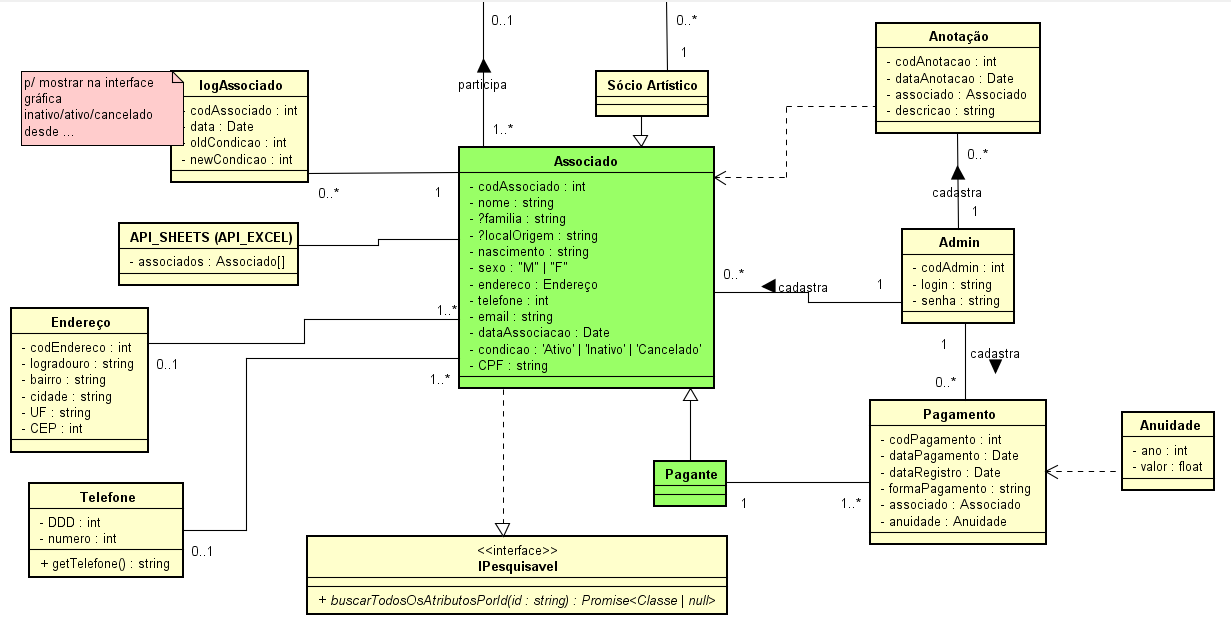 0..1
participa
1..*
0..*
1
p/ mostrar na interface
gráfica
inativo/ativo/cancelado
desde ...
logAssociado
- codAssociado : int
- data : Date
- oldCondicao : int
- newCondicao : int
0..*
1
Sócio Artístico
Anotação
- codAnotacao : int
- dataAnotacao : Date
- associado : Associado
- descricao : string
0..*
cadastra
1
Associado
- codAssociado : int
- nome : string
- ?familia : string
- ?localOrigem : string
- nascimento : string
- sexo : "M" | "F"
- endereco : Endereço
- telefone : int
- email : string
- dataAssociacao : Date
- condicao : 'Ativo' | 'Inativo' | 'Cancelado'
- CPF : string
API_SHEETS (API_EXCEL)
- associados : Associado[]
Admin
- codAdmin : int
- login : string
- senha : string
0..*
cadastra
1
Endereço
- codEndereco : int
- logradouro : string
- bairro : string
- cidade : string
- UF : string
- CEP : int
1..*
0..1
1
cadastra
0..*
Telefone
- DDD : int
- numero : int
+ getTelefone() : string
1..*
0..1
Pagante
1
1..*
Pagamento
- codPagamento : int
- dataPagamento : Date
- dataRegistro : Date
- formaPagamento : string
- associado : Associado
- anuidade : Anuidade
Anuidade
- ano : int
- valor : float
<<interface>>
IPesquisavel
+ buscarTodosOsAtributosPorId(id : string) : Promise<Classe | null>